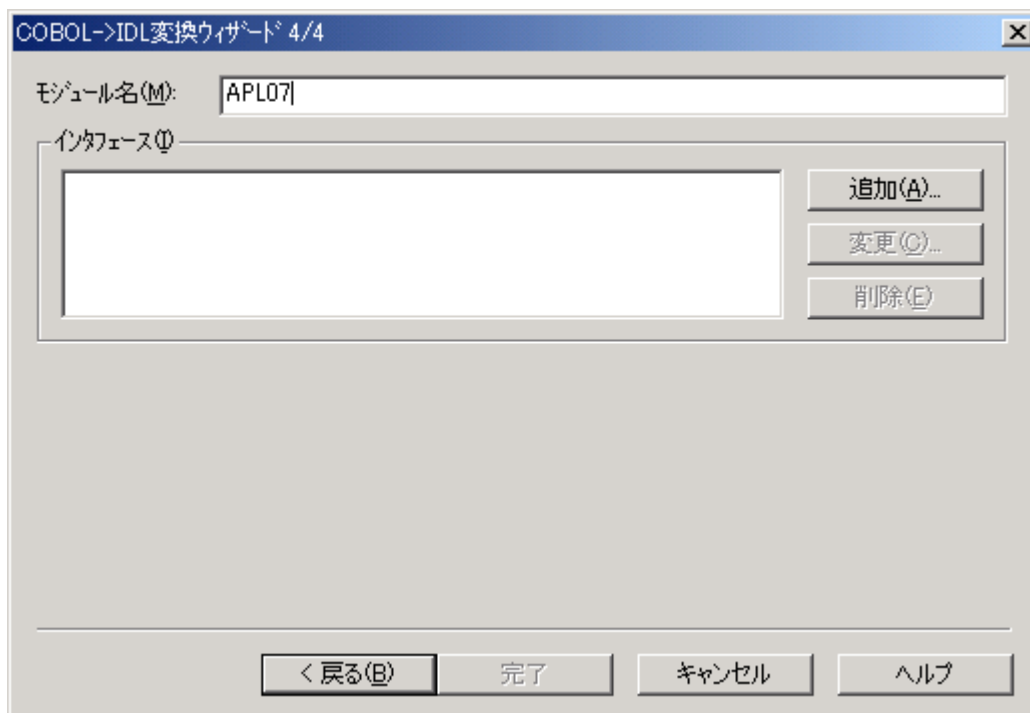 COBOL->IDL変換ウィザード 4/4
モジュール名(M): APL07
インタフェース(I)
追加(A)...
変更(C)...
削除(E)
< 戻る(B) 完了 キャンセル ヘルプ